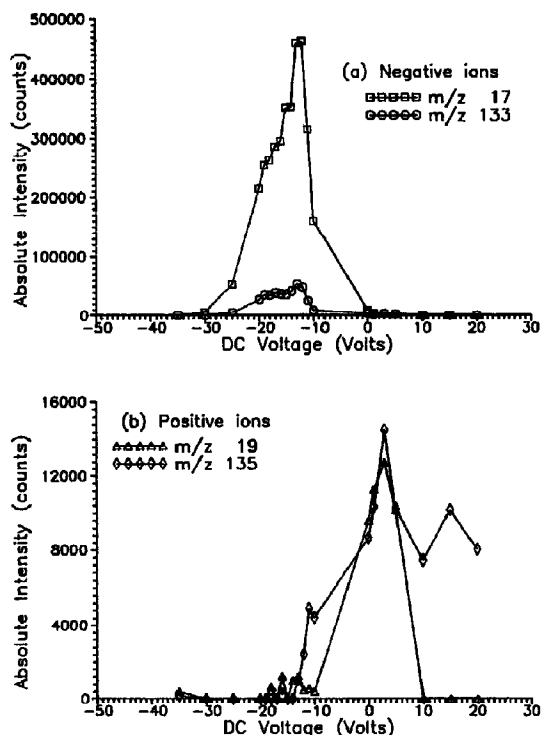 500000
400000
300000
200000
100000
0
Absolute Intensity (counts)
(a) Negative ions
m/z 17
m/z 133
-50 -40 -30 -20 -10 0 10 20 30
DC Voltage (Volts)
16000
12000
8000
4000
0
Absolute Intensity (counts)
(b) Positive ions
m/z 19
m/z 135
-50 -40 -30 -20 -10 0 10 20 30
DC Voltage (Volts)